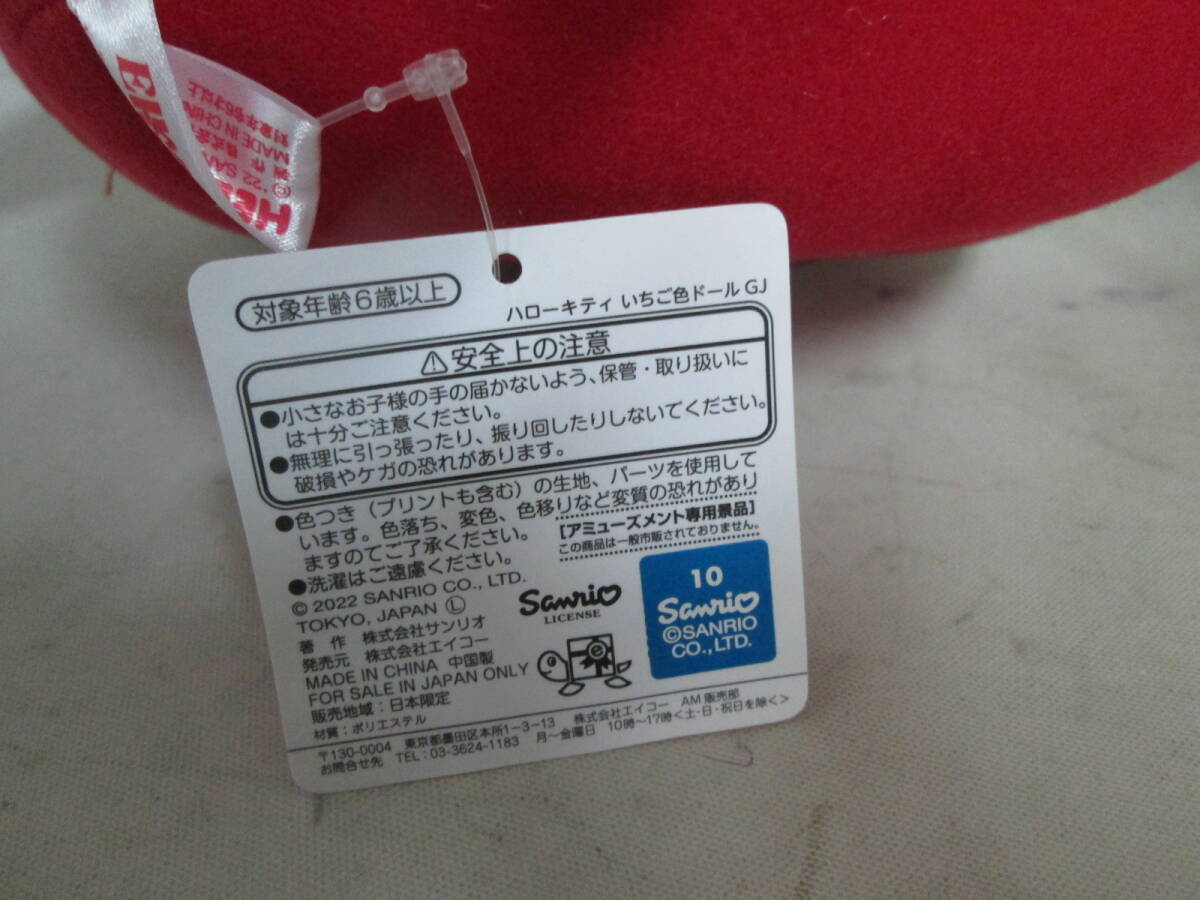 対象年齢6歳以上
ハローキティ いちご色ドール GJ
⚠安全上の注意
●小さなお子様の手の届かないよう、保管・取り扱いに
は十分ご注意ください。
●無理に引っ張ったり、振り回したりしないでください。
破損やケガの恐れがあります。
●色つき(プリントも含む)の生地、パーツを使用して
います。色落ち、変色、色移りなど変質の恐れがあり
ますのでご了承ください。
●洗濯はご遠慮ください。
[アミューズメント専用景品]
この商品は一般市販されておりません。
© 2022 SANRIO CO., LTD.
TOKYO, JAPAN Ⓛ
著 作 株式会社サンリオ
発売元 株式会社エイコー
MADE IN CHINA 中国製
FOR SALE IN JAPAN ONLY
販売地域:日本限定
材質:ポリエステル
Sanrio
LICENSE
10
Sanrio
©SANRIO
CO., LTD.
〒130-0004 東京都墨田区本所1-3-13 株式会社エイコー AM販売部
お問合せ先 TEL:03-3624-1183 月~金曜日 10時~17時<土・日・祝日を除く>
対象年齢6才以上
MADE IN CHINA
©'22 SAN